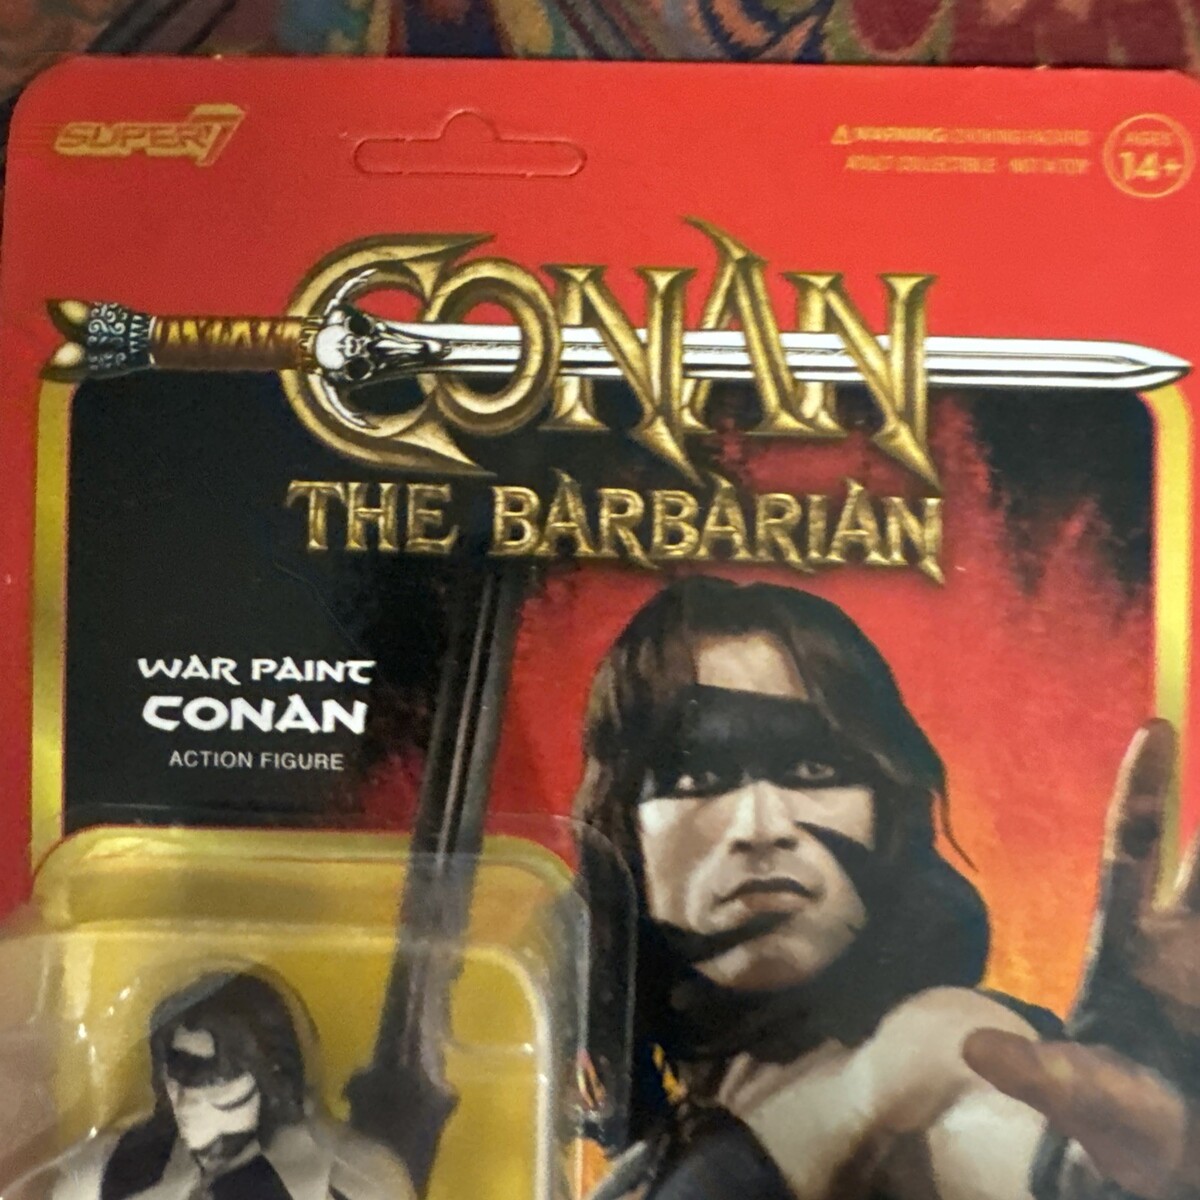 SUPER7
⚠ WARNING: CHOKING HAZARD
ADULT COLLECTIBLE · NOT A TOY
AGES
14+
CONAN
THE BARBARIAN
WAR PAINT
CONAN
ACTION FIGURE